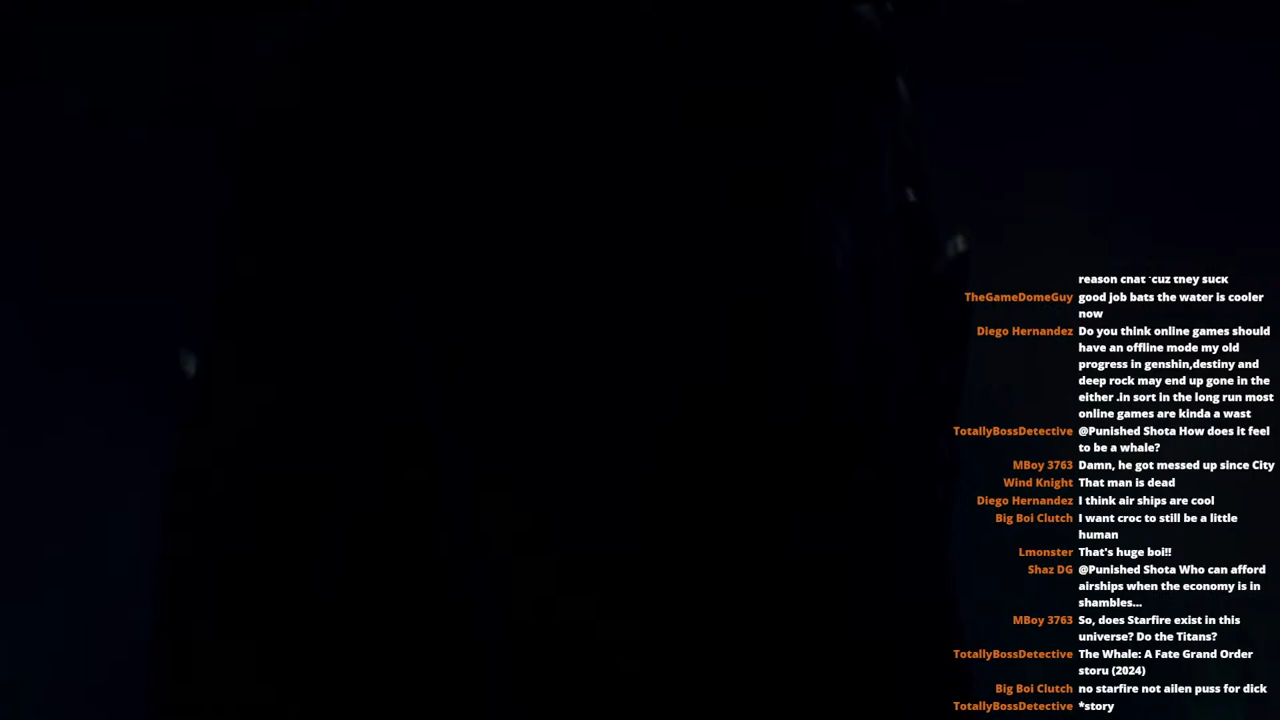 reason chat 'cuz they suck
TheGameDomeGuy good job bats the water is cooler
now
Diego Hernandez Do you think online games should
have an offline mode my old
progress in genshin,destiny and
deep rock may end up gone in the
either .in sort in the long run most
online games are kinda a wast
TotallyBossDetective @Punished Shota How does it feel
to be a whale?
MBoy 3763 Damn, he got messed up since City
Wind Knight That man is dead
Diego Hernandez I think air ships are cool
Big Boi Clutch I want croc to still be a little
human
Lmonster That's huge boi!!
Shaz DG @Punished Shota Who can afford
airships when the economy is in
shambles...
MBoy 3763 So, does Starfire exist in this
universe? Do the Titans?
TotallyBossDetective The Whale: A Fate Grand Order
storu (2024)
Big Boi Clutch no starfire not ailen puss for dick
TotallyBossDetective *story